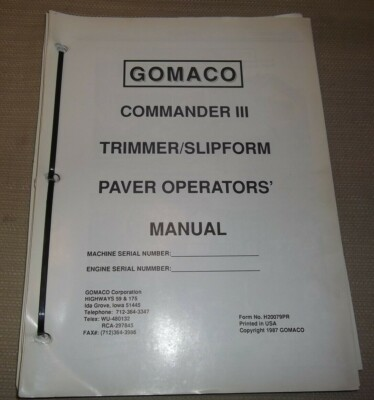 GOMACO
COMMANDER III
TRIMMER/SLIPFORM
PAVER OPERATORS'
MANUAL
MACHINE SERIAL NUMBER:
ENGINE SERIAL NUMMBER:
GOMACO Corporation
HIGHWAYS 59 & 175
Ida Grove, Iowa 51445
Telephone: 712-364-3347
Telex: WU-480132
RCA-297843
FAX#: (712)364-3986
Form No. H33079PR
Printed in USA
Copyright 1987 GOMACO